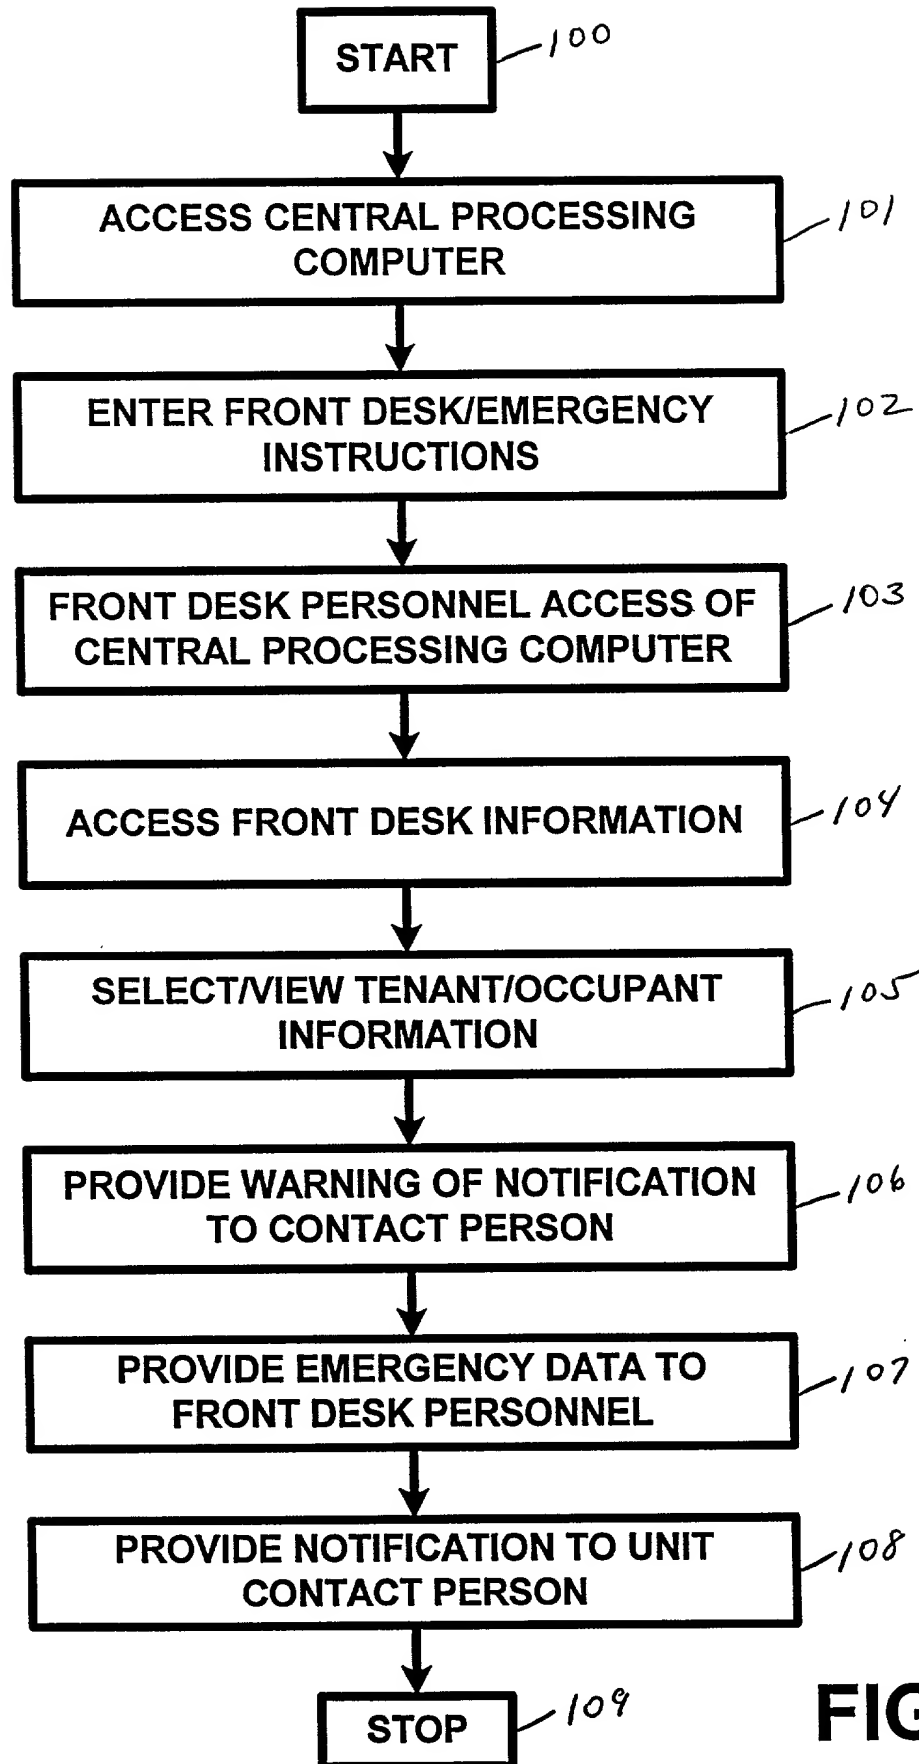 START
100
ACCESS CENTRAL PROCESSING
COMPUTER
101
ENTER FRONT DESK/EMERGENCY
INSTRUCTIONS
102
FRONT DESK PERSONNEL ACCESS OF
CENTRAL PROCESSING COMPUTER
103
ACCESS FRONT DESK INFORMATION
104
SELECT/VIEW TENANT/OCCUPANT
INFORMATION
105
PROVIDE WARNING OF NOTIFICATION
TO CONTACT PERSON
106
PROVIDE EMERGENCY DATA TO
FRONT DESK PERSONNEL
107
PROVIDE NOTIFICATION TO UNIT
CONTACT PERSON
108
STOP
109
FIG